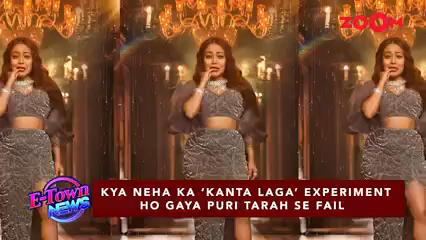 ZOOM
E-Town
NEWS
KYA NEHA KA 'KANTA LAGA' EXPERIMENT
HO GAYA PURI TARAH SE FAIL